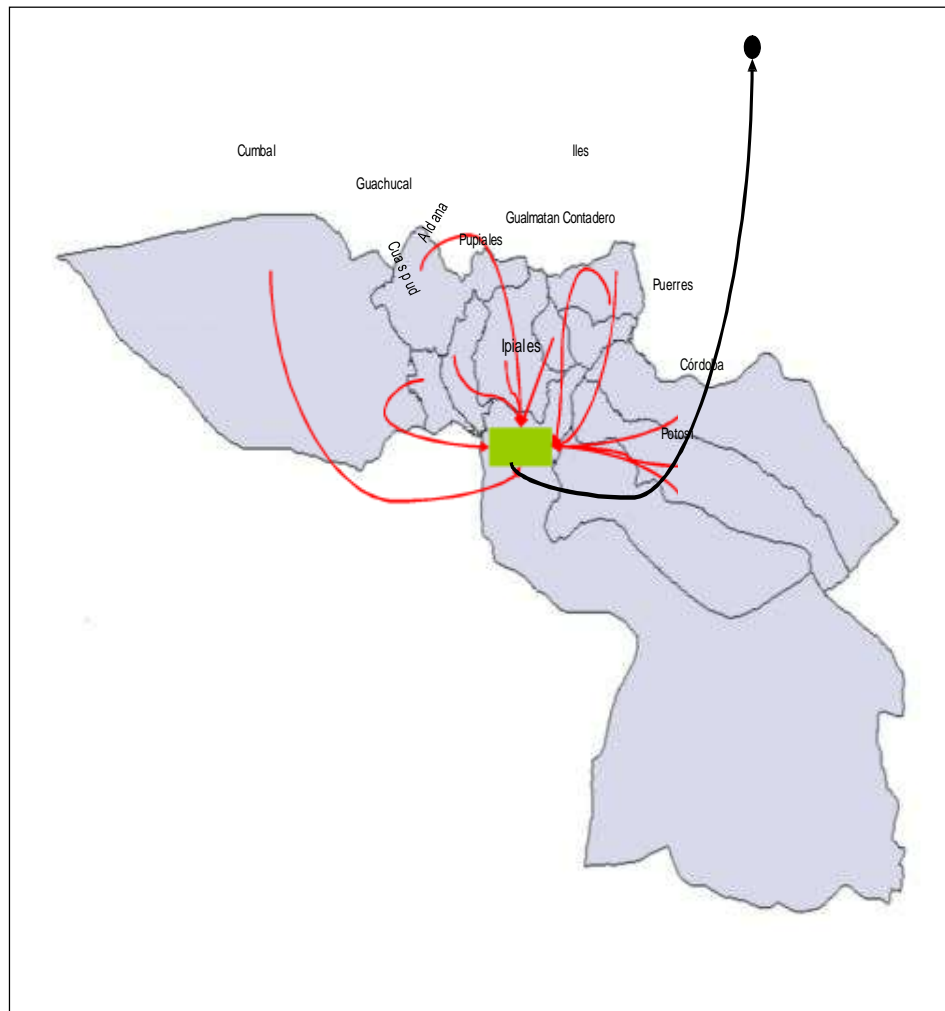 Cumbal
Iles
Guachucal
Aldana
Gualmatan Contadero
Pupiales
Cuaspud
Puerres
Ipiales
Córdoba
Potosí